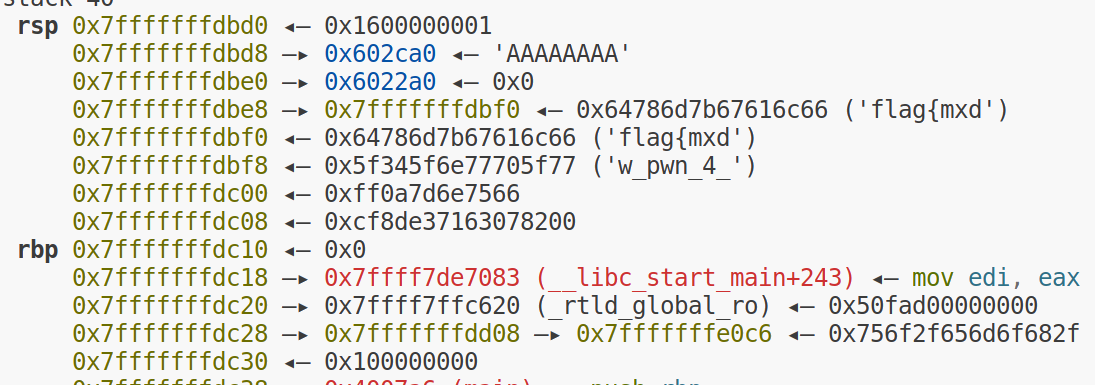 stack 40
rsp 0x7fffffffdbd0 ◂— 0x1600000001
0x7fffffffdbd8 —▸ 0x602ca0 ◂— 'AAAAAAAA'
0x7fffffffdbe0 —▸ 0x6022a0 ◂— 0x0
0x7fffffffdbe8 —▸ 0x7fffffffdbf0 ◂— 0x64786d7b67616c66 ('flag{mxd')
0x7fffffffdbf0 ◂— 0x64786d7b67616c66 ('flag{mxd')
0x7fffffffdbf8 ◂— 0x5f345f6e77705f77 ('w_pwn_4_')
0x7fffffffdc00 ◂— 0xff0a7d6e7566
0x7fffffffdc08 ◂— 0xcf8de37163078200
rbp 0x7fffffffdc10 ◂— 0x0
0x7fffffffdc18 —▸ 0x7ffff7de7083 (__libc_start_main+243) ◂— mov edi, eax
0x7fffffffdc20 —▸ 0x7ffff7ffc620 (_rtld_global_ro) ◂— 0x50fad00000000
0x7fffffffdc28 —▸ 0x7fffffffdd08 —▸ 0x7fffffffe0c6 ◂— 0x756f2f656d6f682f
0x7fffffffdc30 ◂— 0x100000000